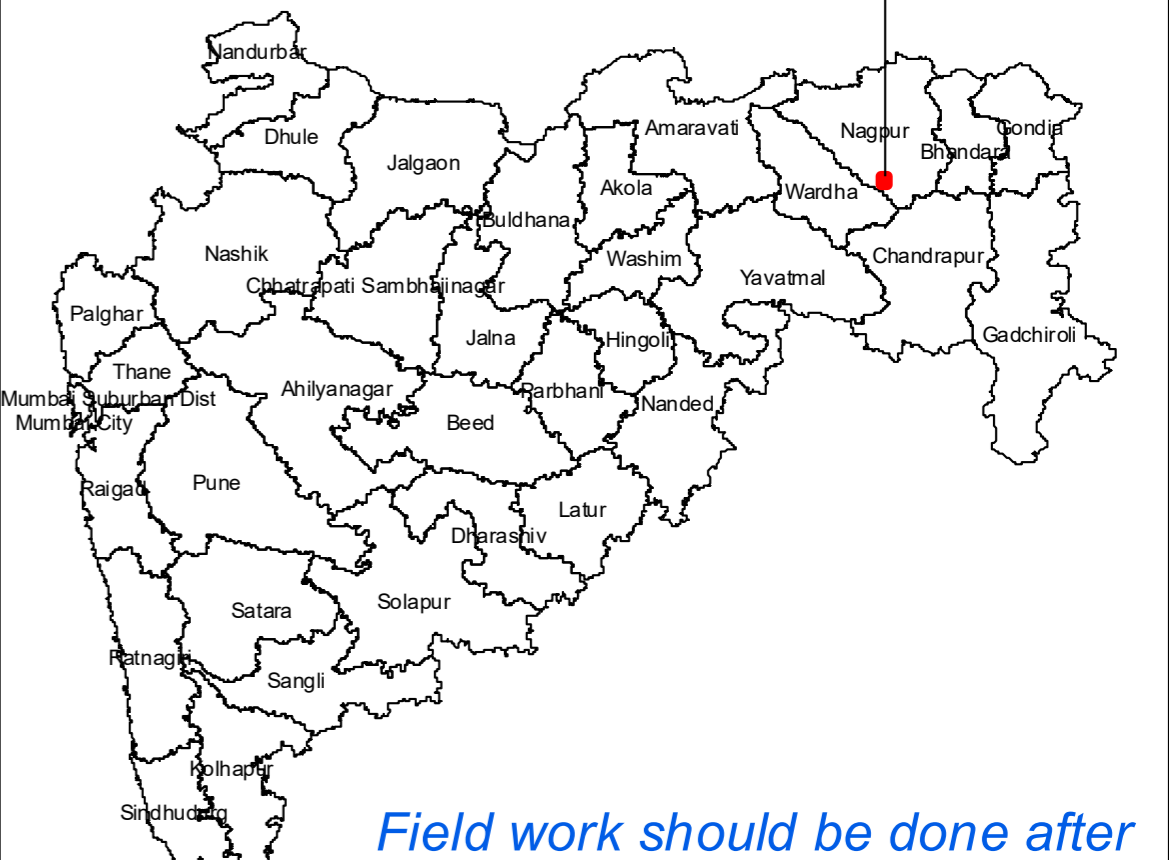 Nandurbar
Dhule
Jalgaon
Amaravati
Nagpur
Gondia
Bhandara
Akola
Wardha
Buldhana
Nashik
Washim
Chandrapur
Chhatrapati Sambhajinagar
Yavatmal
Palghar
Jalna
Hingoli
Gadchiroli
Thane
Ahilyanagar
Parbhani
Mumbai Suburban Dist
Nanded
Mumbai City
Beed
Raigad
Pune
Latur
Dharashiv
Satara
Solapur
Ratnagiri
Sangli
Kolhapur
Sindhudurg
Field work should be done after